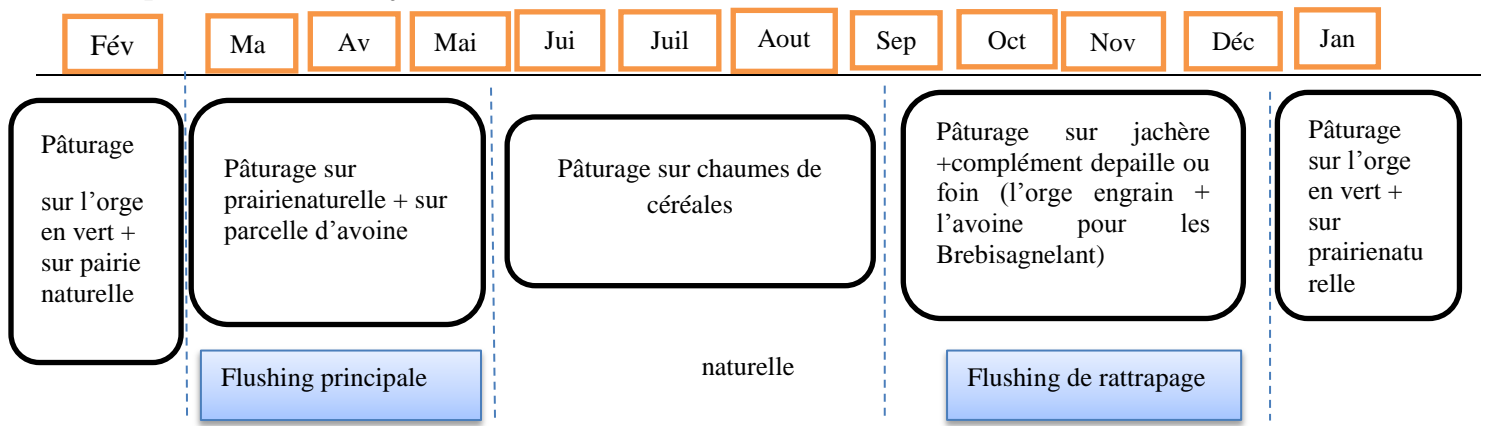 Fév Ma Av Mai Jui Juil Aout Sep Oct Nov Déc Jan
Pâturage
sur l'orge
en vert +
sur pairie
naturelle
Pâturage sur
prairienaturelle + sur
parcelle d'avoine
Pâturage sur chaumes de
céréales
Pâturage sur jachère
+complément depaille ou
foin (l'orge engrain +
l'avoine pour les
Brebisagnelant)
Pâturage
sur l'orge
en vert +
sur
prairienatu
relle
Flushing principale
naturelle
Flushing de rattrapage